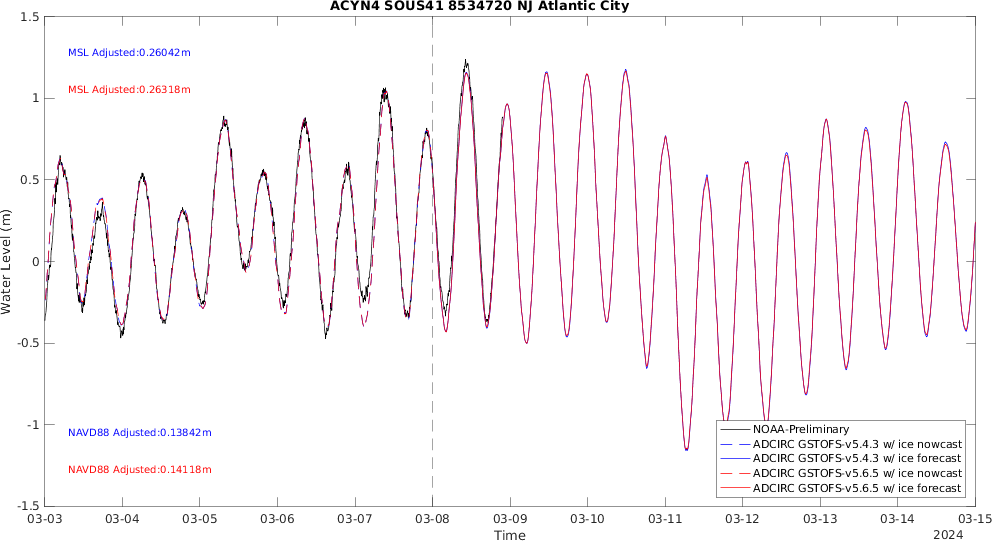 ACYN4 SOUS41 8534720 NJ Atlantic City
1.5
MSL Adjusted:0.26042m
MSL Adjusted:0.26318m
1
0.5
0
-0.5
-1
-1.5
Water Level (m)
NAVD88 Adjusted:0.13842m
NAVD88 Adjusted:0.14118m
NOAA-Preliminary
ADCIRC GSTOFS-v5.4.3 w/ ice nowcast
ADCIRC GSTOFS-v5.4.3 w/ ice forecast
ADCIRC GSTOFS-v5.6.5 w/ ice nowcast
ADCIRC GSTOFS-v5.6.5 w/ ice forecast
03-03 03-04 03-05 03-06 03-07 03-08 03-09 03-10 03-11 03-12 03-13 03-14 03-15
Time
2024